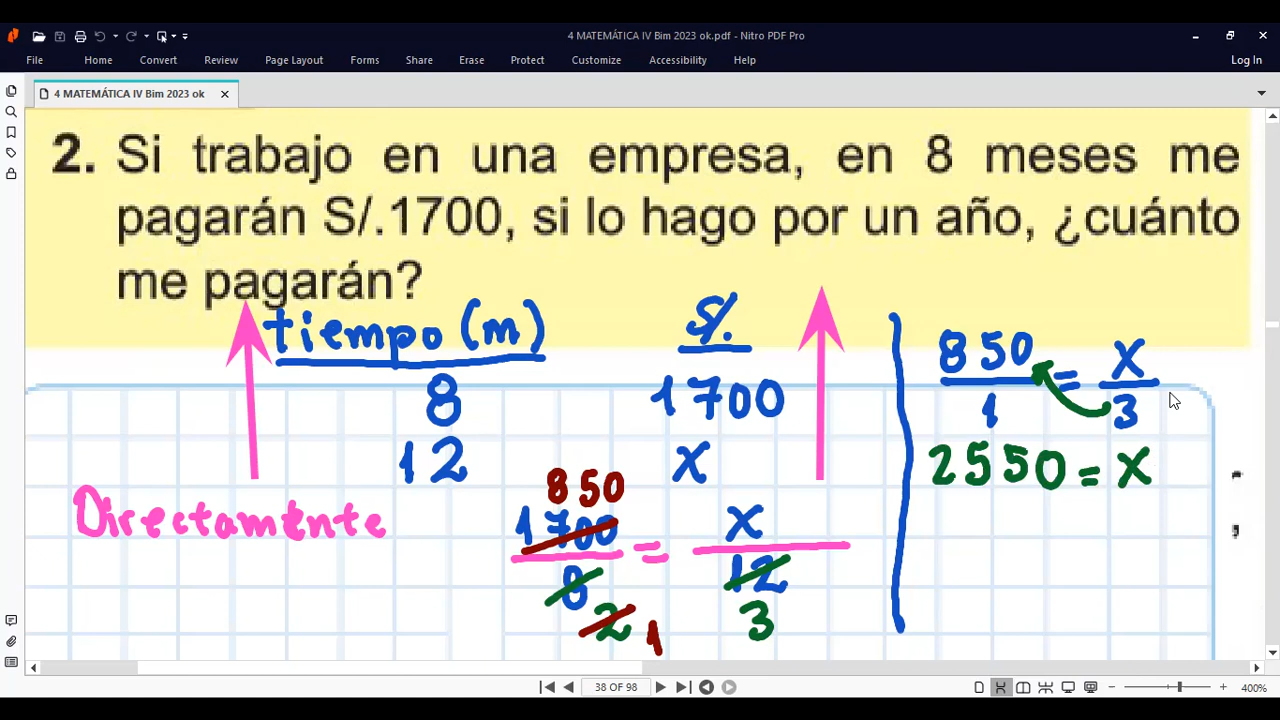 4 MATEMÁTICA IV Bim 2023 ok.pdf - Nitro PDF Pro
File Home Convert Review Page Layout Forms Share Erase Protect Customize Accessibility Help Log In
4 MATEMÁTICA IV Bim 2023 ok
2. Si trabajo en una empresa, en 8 meses me
pagarán S/.1700, si lo hago por un año, ¿cuánto
me pagarán?
tiempo (m) S/.
8 1700
12 x
Directamente
850
1700 = x
8 12
2 1 3
850 = x
1 3
2550 = x
38 OF 98
400%